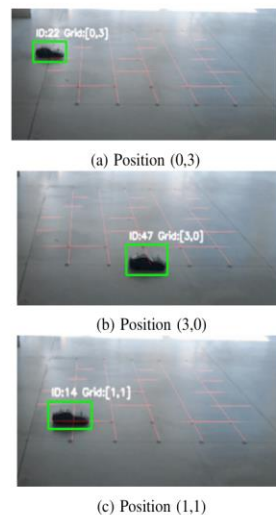 ID:22 Grid:[0,3]
(a) Position (0,3)
ID:47 Grid:[3,0]
(b) Position (3,0)
ID:14 Grid:[1,1]
(c) Position (1,1)